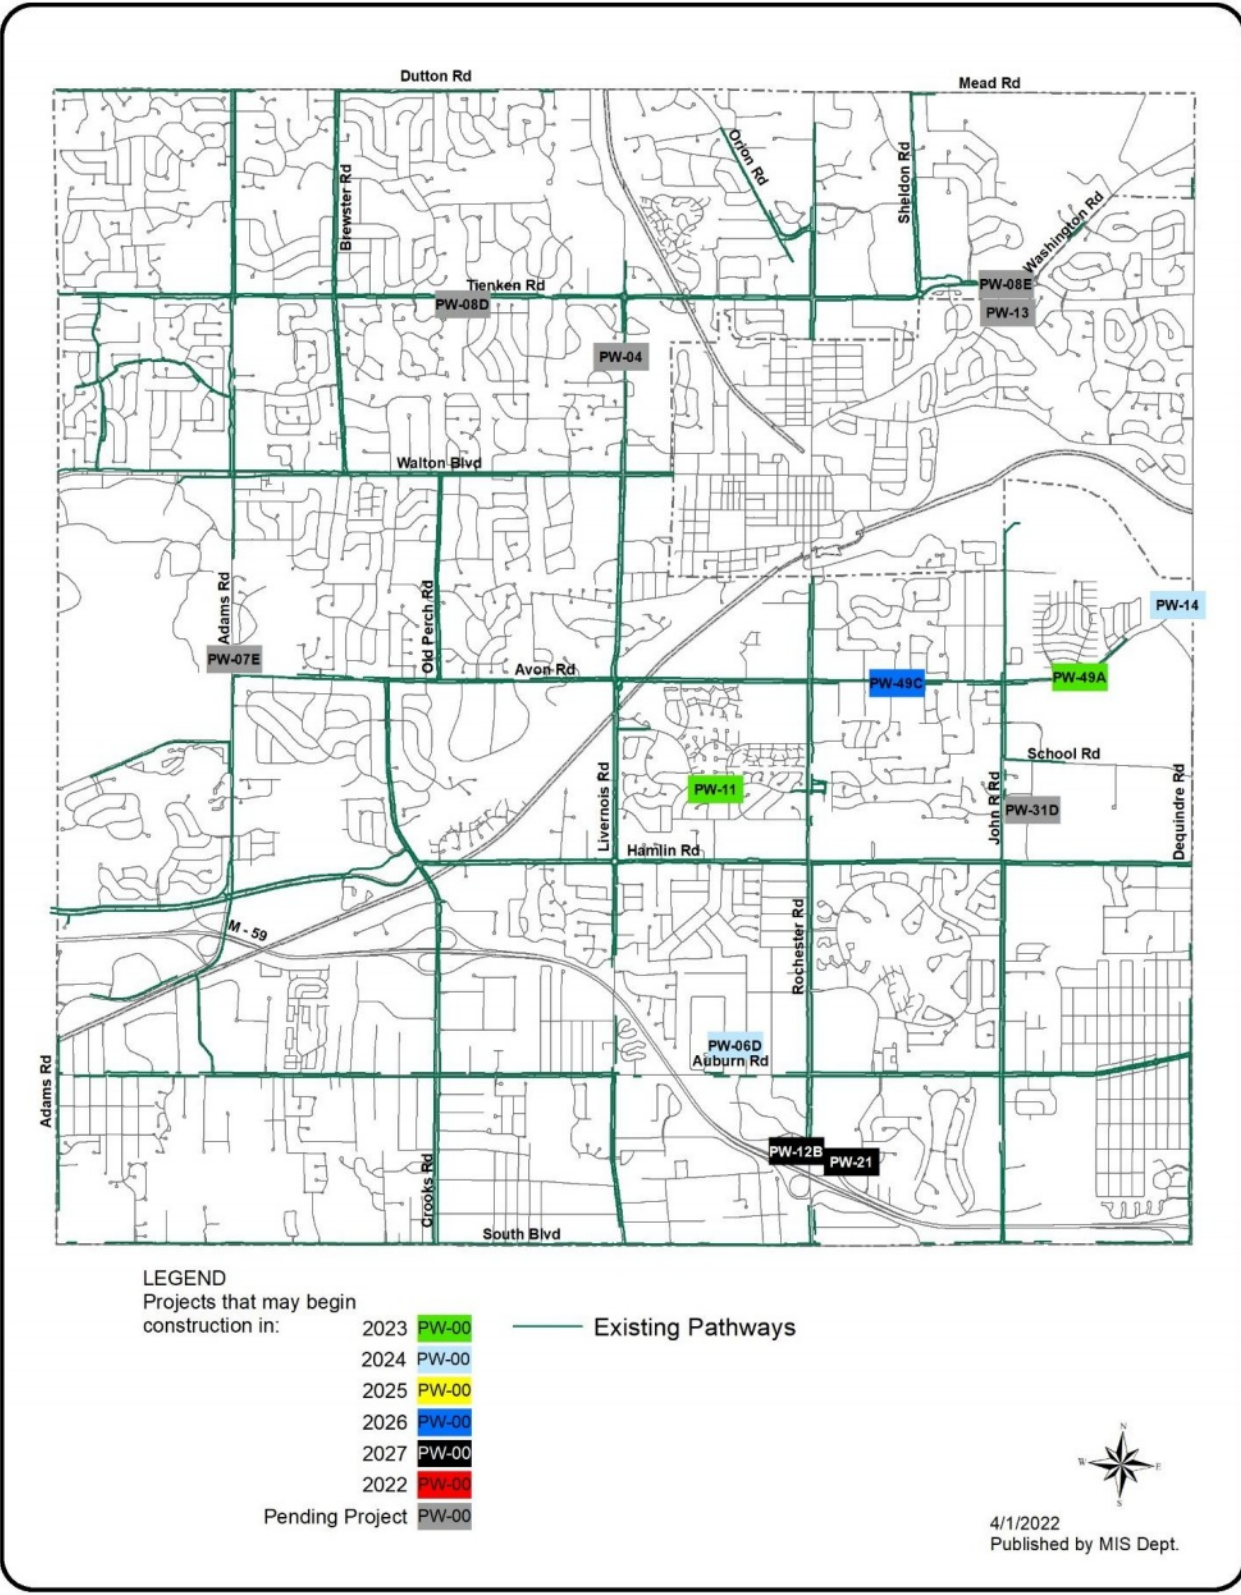 Dutton Rd
Mead Rd
Orion Rd
Sheldon Rd
Brewster Rd
Washington Rd
Tienken Rd
PW-08D
PW-08E
PW-13
PW-04
Walton Blvd
Adams Rd
Old Perch Rd
PW-14
PW-07E
Avon Rd
PW-49C
PW-49A
School Rd
Livernois Rd
PW-11
John R Rd
PW-31D
Dequindre Rd
Hamlin Rd
M - 59
Rochester Rd
PW-06D
Auburn Rd
Adams Rd
PW-12B
PW-21
Crooks Rd
South Blvd
LEGEND
Projects that may begin
construction in:
2023 PW-00
Existing Pathways
2024 PW-00
2025 PW-00
2026 PW-00
2027 PW-00
2022 PW-00
Pending Project PW-00
N
W E
S
4/1/2022
Published by MIS Dept.